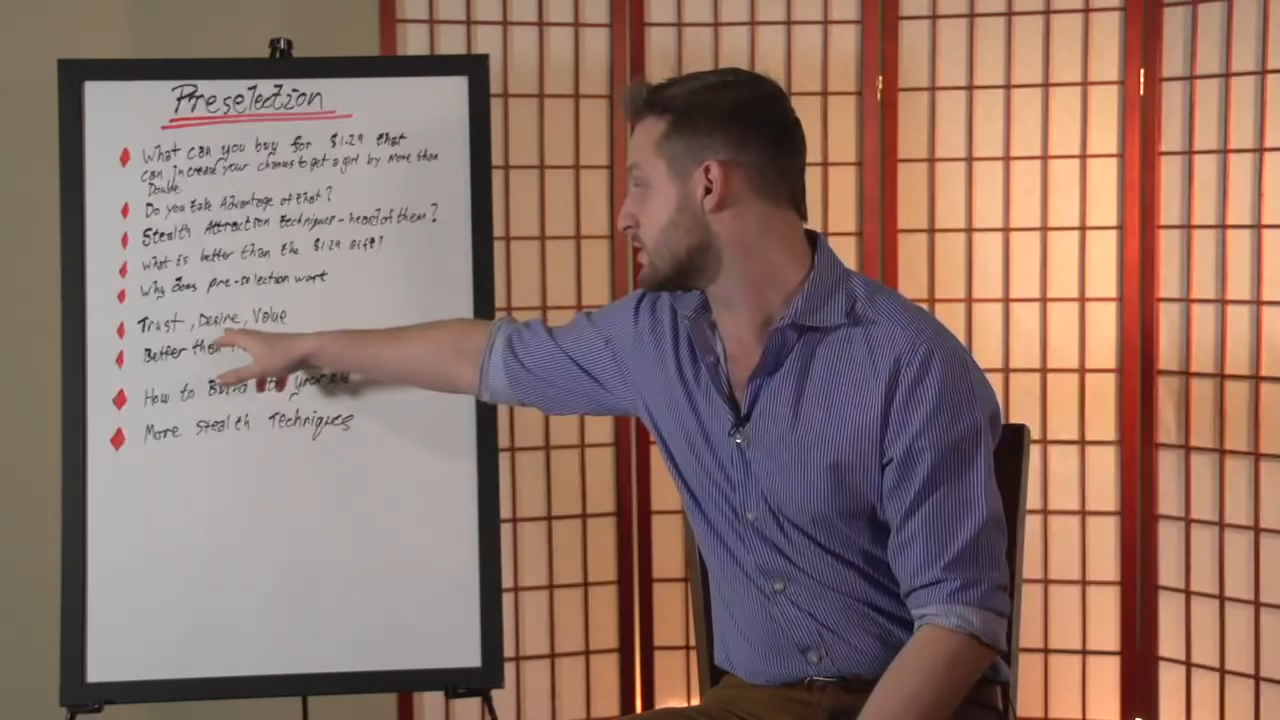 Preselection
What can you buy for $1.29 that
can Increase your chances to get a girl by More than
Double.
Do you take Advantage of that?
Stealth Attraction techniques - heard of them?
What is better than the $1.29 Gift?
Why does pre-selection work
Trust, Desire, Value
Better than
How to Build
More Stealth Techniques